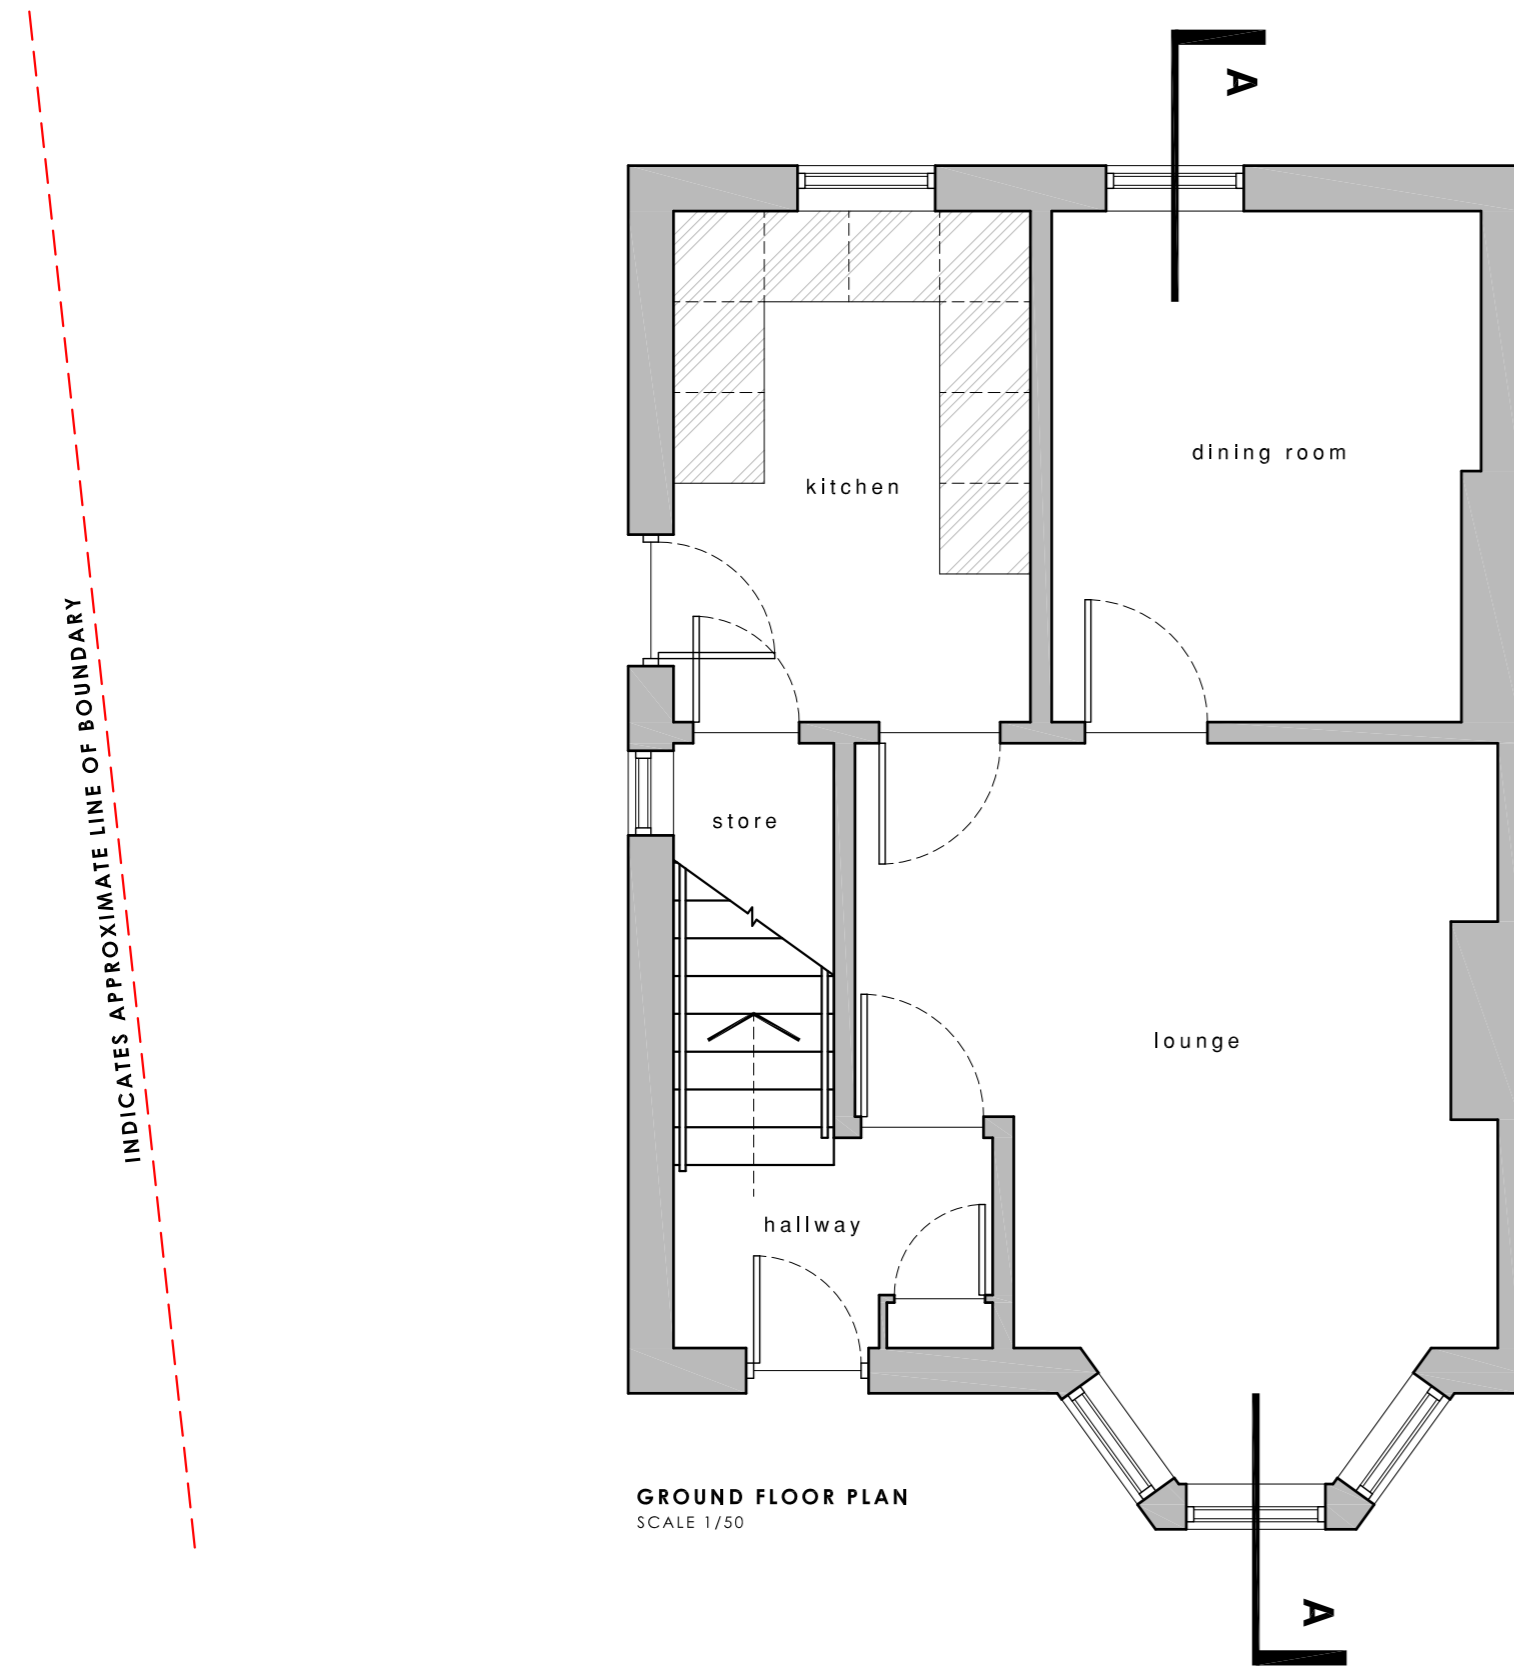 A
dining room
kitchen
INDICATES APPROXIMATE LINE OF BOUNDARY
store
lounge
hallway
GROUND FLOOR PLAN
SCALE 1/50
A